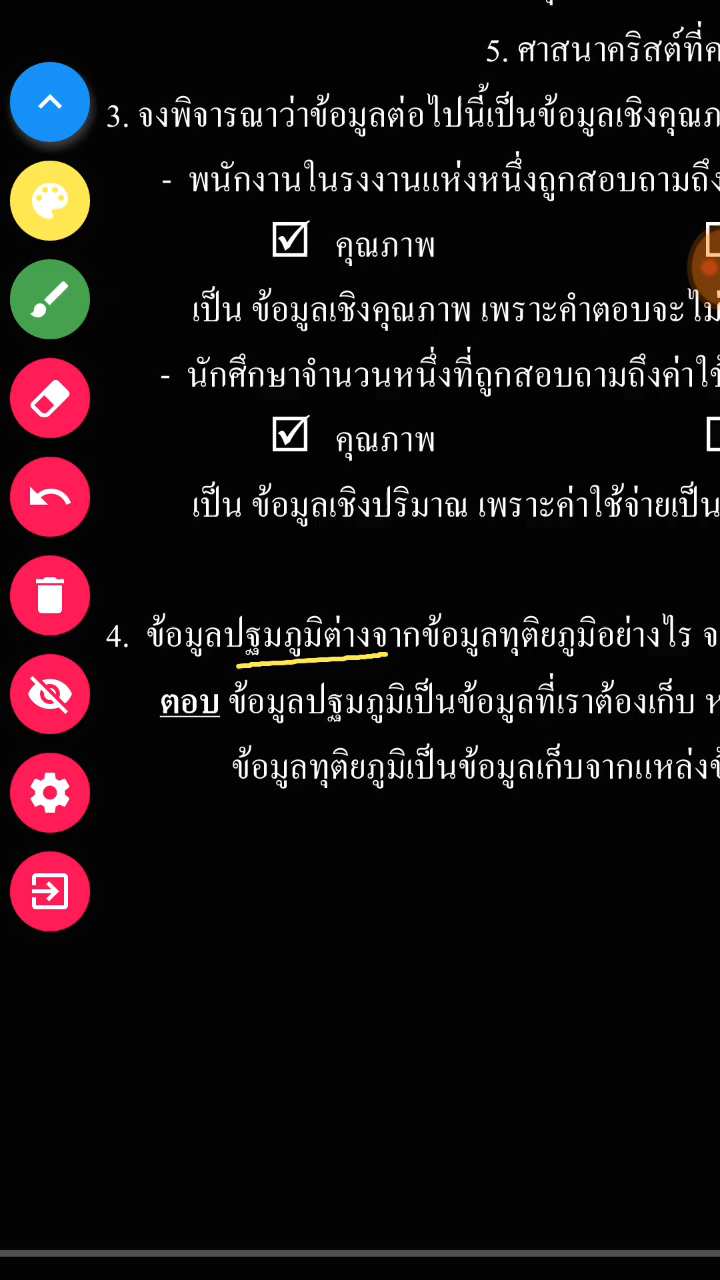 5. ศาสนาคริสต์ที่ค
3. จงพิจารณาว่าข้อมูลต่อไปนี้เป็นข้อมูลเชิงคุณภ
- พนักงานในรงงานแห่งหนึ่งถูกสอบถามถึง
คุณภาพ
เป็น ข้อมูลเชิงคุณภาพ เพราะคำตอบจะไม่
- นักศึกษาจำนวนหนึ่งที่ถูกสอบถามถึงค่าใช้
คุณภาพ
เป็น ข้อมูลเชิงปริมาณ เพราะค่าใช้จ่ายเป็น
4. ข้อมูลปฐมภูมิต่างจากข้อมูลทุติยภูมิอย่างไร จ
ตอบ ข้อมูลปฐมภูมิเป็นข้อมูลที่เราต้องเก็บ ห
ข้อมูลทุติยภูมิเป็นข้อมูลเก็บจากแหล่งข้